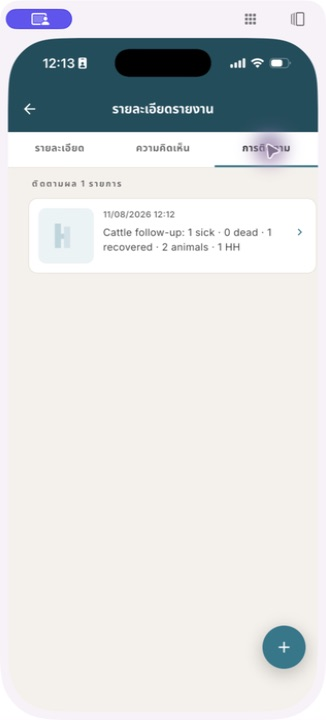 12:13
รายละเอียดรายงาน
รายละเอียด
ความคิดเห็น
ติดตามผล 1 รายการ
11/08/2026 12:12
Cattle follow-up: 1 sick · 0 dead · 1
recovered · 2 animals · 1 HH